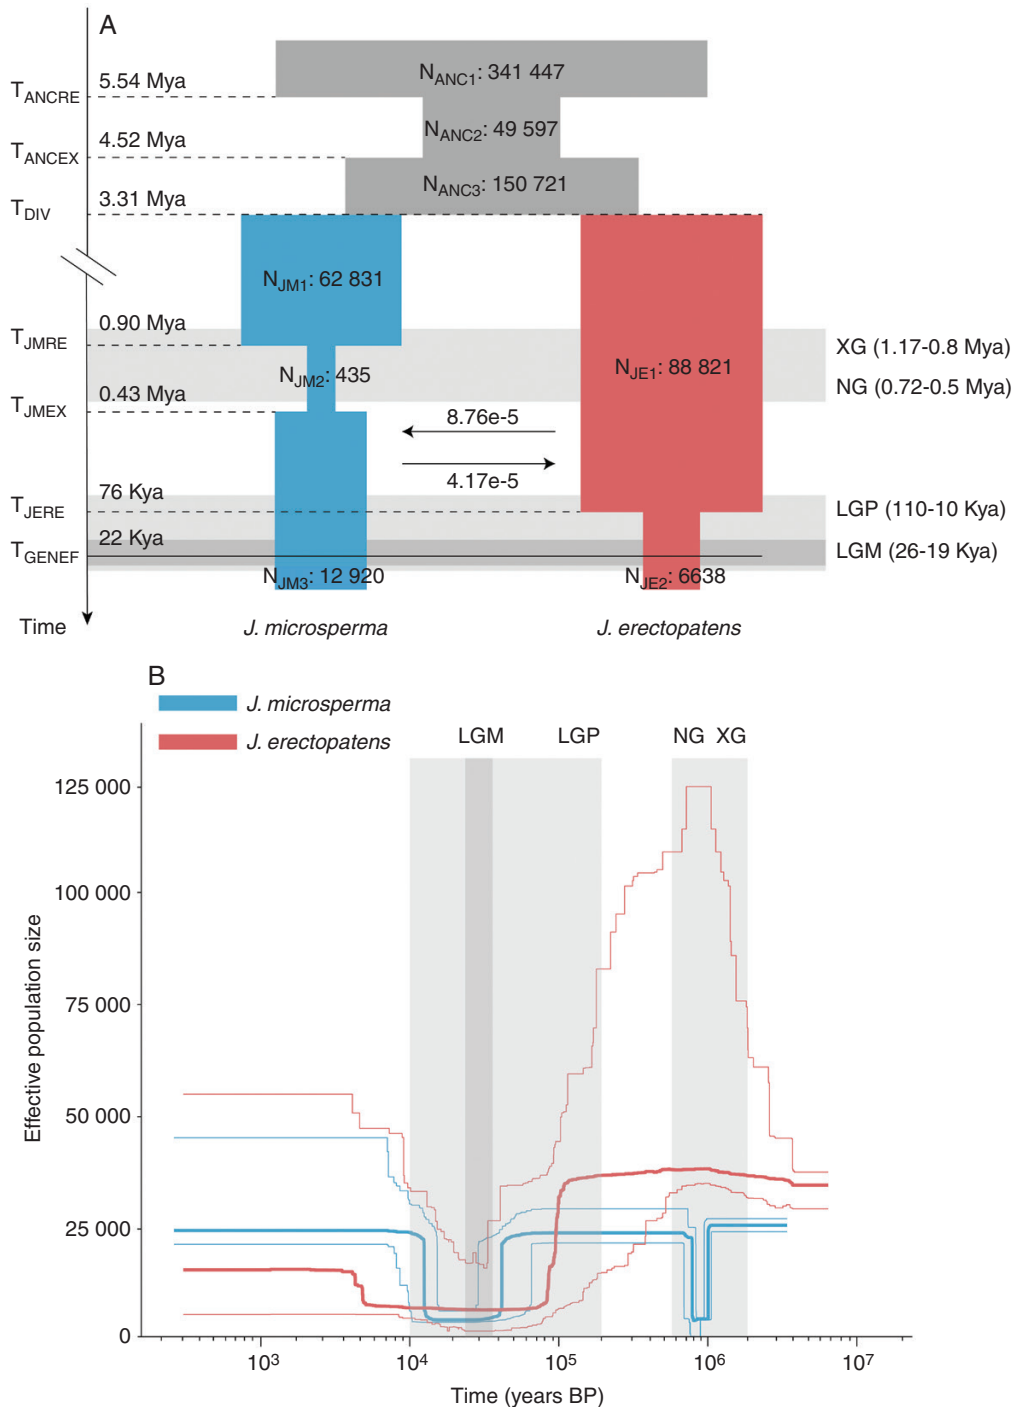 A
N_ANC1: 341 447
5.54 Mya
T_ANCRE
N_ANC2: 49 597
4.52 Mya
T_ANCEX
N_ANC3: 150 721
3.31 Mya
T_DIV
N_JM1: 62 831
0.90 Mya
T_JMRE
XG (1.17-0.8 Mya)
N_JM2: 435
N_JE1: 88 821
NG (0.72-0.5 Mya)
0.43 Mya
T_JMEX
8.76e-5
4.17e-5
76 Kya
T_JERE
LGP (110-10 Kya)
22 Kya
T_GENEF
LGM (26-19 Kya)
N_JM3: 12 920
N_JE2: 6638
Time
J. microsperma
J. erectopatens
B
J. microsperma
J. erectopatens
LGM
LGP
NG
XG
125 000
100 000
75 000
50 000
25 000
0
Effective population size
10³
10⁴
10⁵
10⁶
10⁷
Time (years BP)